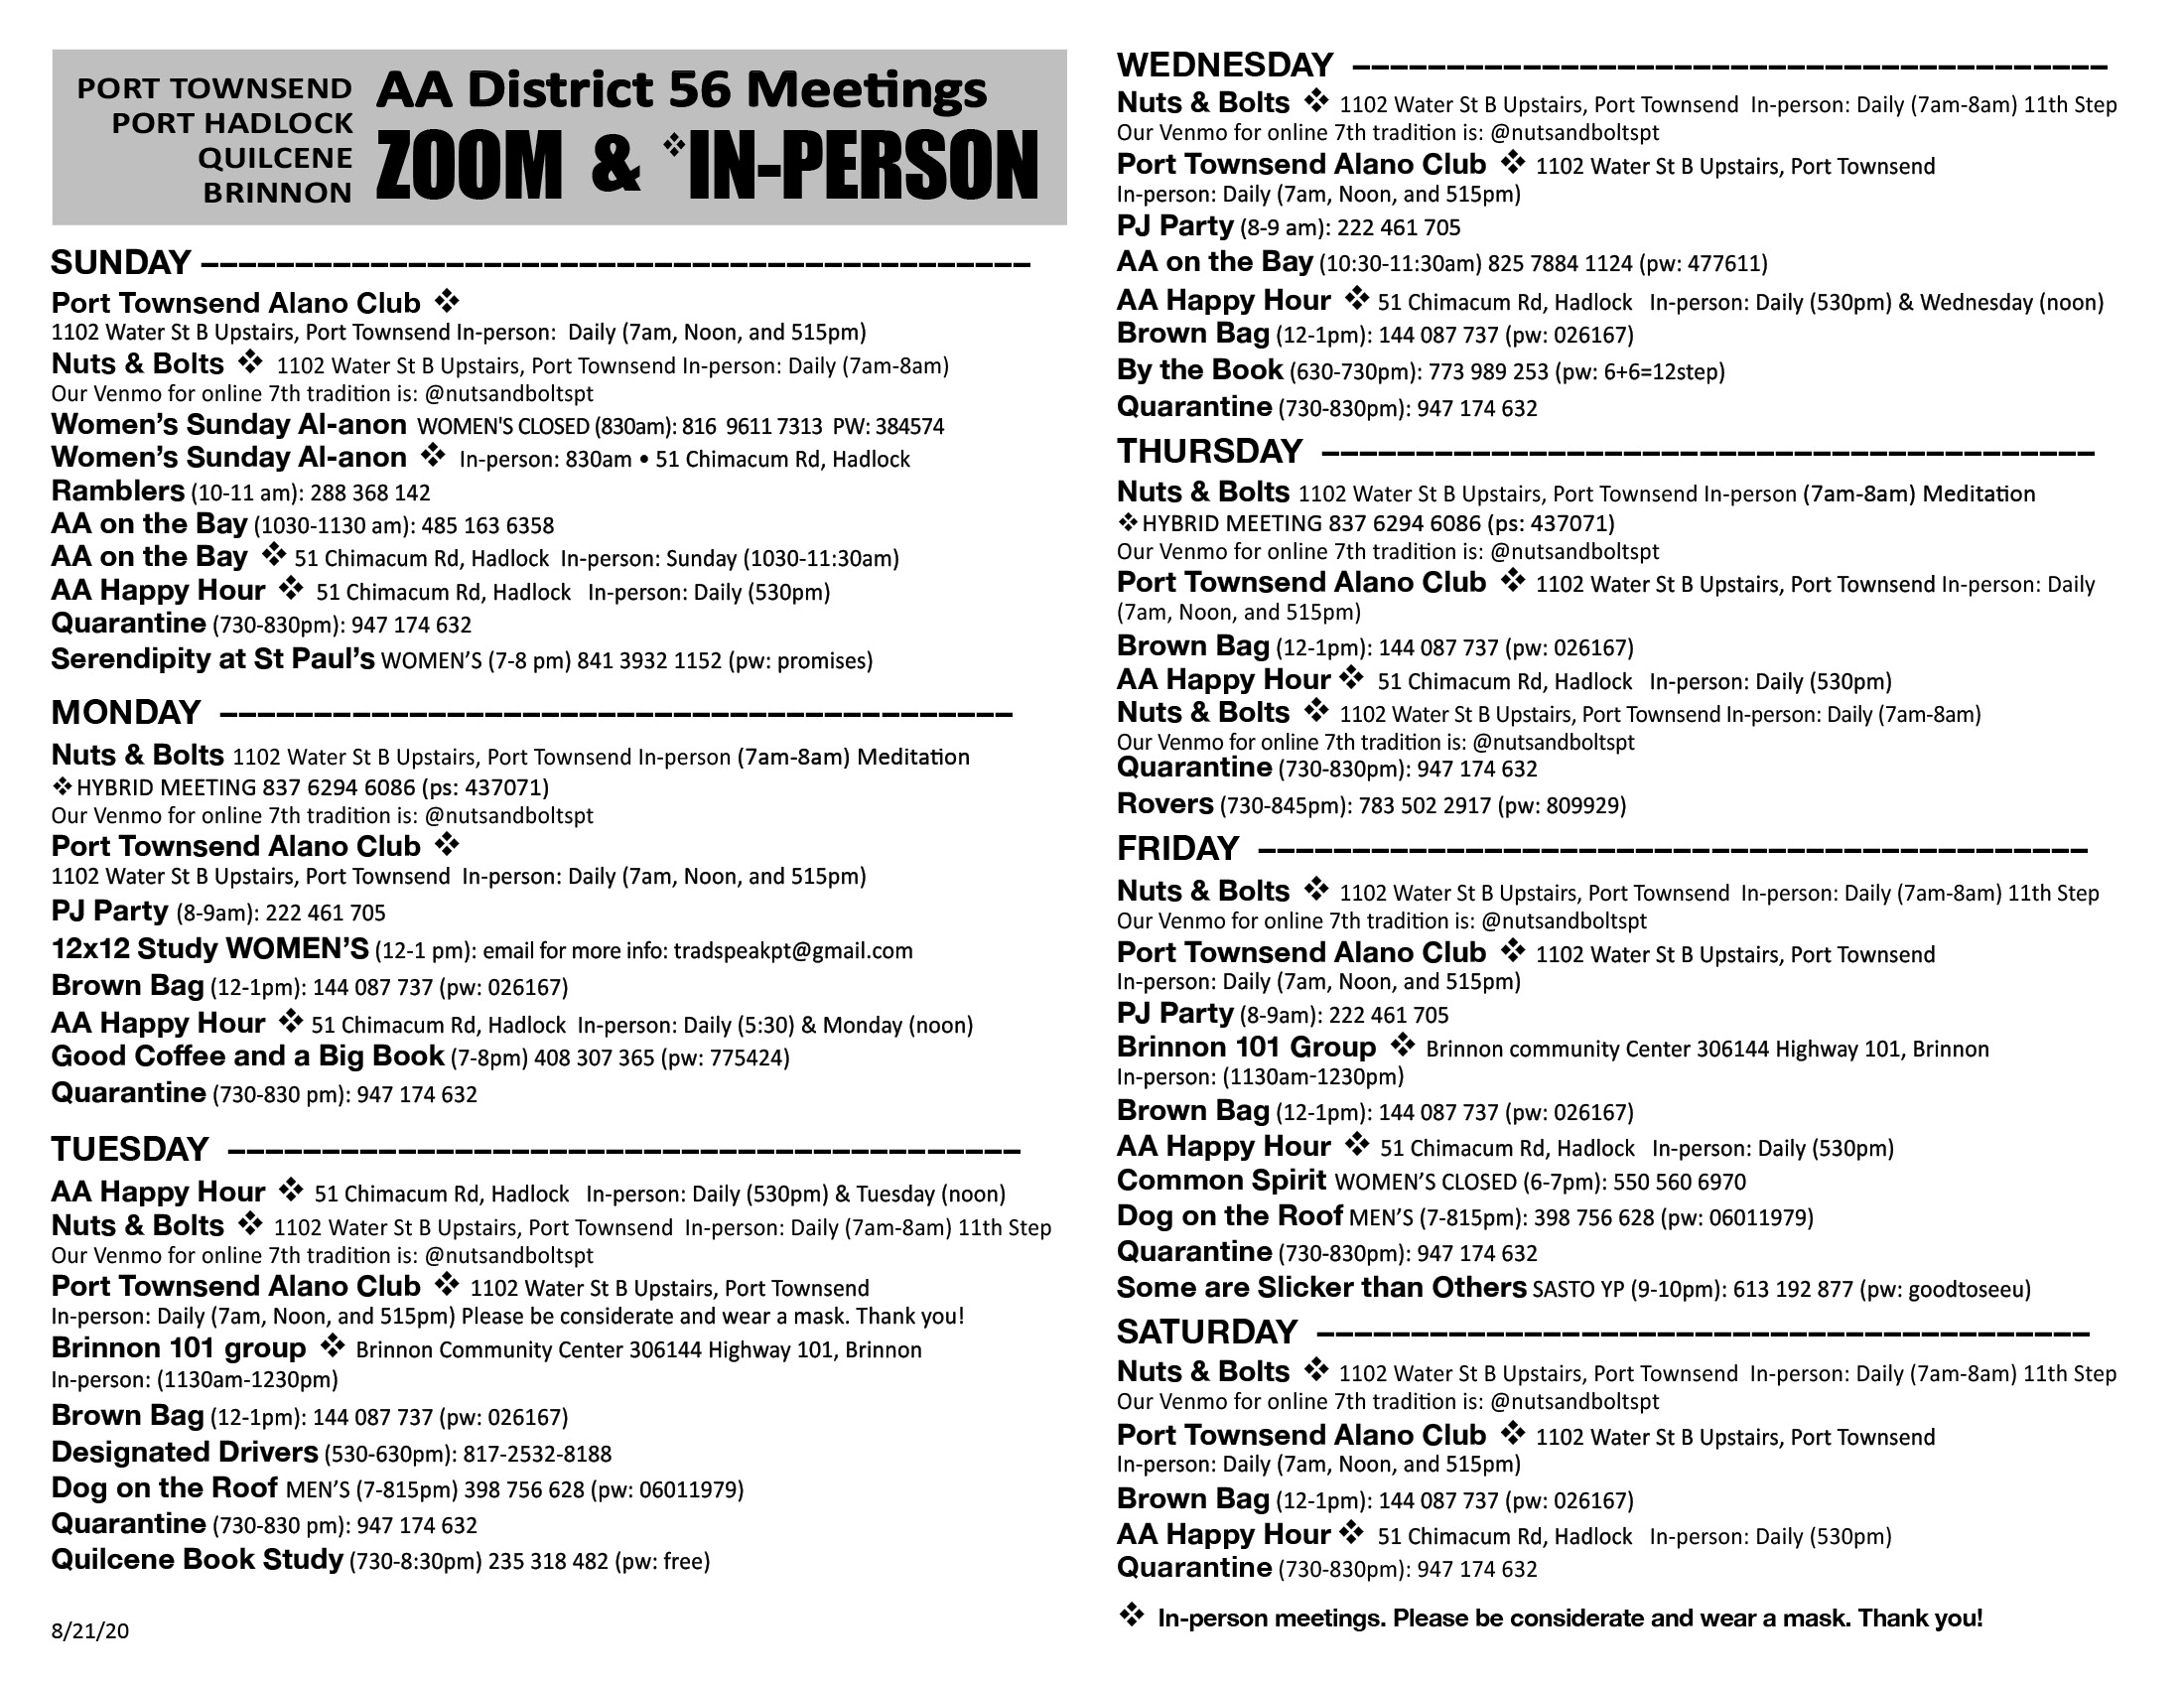 PORT TOWNSEND
PORT HADLOCK
QUILCENE
BRINNON
AA District 56 Meetings
ZOOM & ❖IN-PERSON
SUNDAY ––––––––––––––––––––––––––––––––––––––––––––
Port Townsend Alano Club ❖
1102 Water St B Upstairs, Port Townsend In-person: Daily (7am, Noon, and 515pm)
Nuts & Bolts ❖ 1102 Water St B Upstairs, Port Townsend In-person: Daily (7am-8am)
Our Venmo for online 7th tradition is: @nutsandboltspt
Women's Sunday Al-anon WOMEN'S CLOSED (830am): 816 9611 7313 PW: 384574
Women's Sunday Al-anon ❖ In-person: 830am • 51 Chimacum Rd, Hadlock
Ramblers (10-11 am): 288 368 142
AA on the Bay (1030-1130 am): 485 163 6358
AA on the Bay ❖ 51 Chimacum Rd, Hadlock In-person: Sunday (1030-11:30am)
AA Happy Hour ❖ 51 Chimacum Rd, Hadlock In-person: Daily (530pm)
Quarantine (730-830pm): 947 174 632
Serendipity at St Paul's WOMEN'S (7-8 pm) 841 3932 1152 (pw: promises)
MONDAY ––––––––––––––––––––––––––––––––––––––––––
Nuts & Bolts 1102 Water St B Upstairs, Port Townsend In-person (7am-8am) Meditation
❖HYBRID MEETING 837 6294 6086 (ps: 437071)
Our Venmo for online 7th tradition is: @nutsandboltspt
Port Townsend Alano Club ❖
1102 Water St B Upstairs, Port Townsend In-person: Daily (7am, Noon, and 515pm)
PJ Party (8-9am): 222 461 705
12x12 Study WOMEN'S (12-1 pm): email for more info: tradspeakpt@gmail.com
Brown Bag (12-1pm): 144 087 737 (pw: 026167)
AA Happy Hour ❖ 51 Chimacum Rd, Hadlock In-person: Daily (5:30) & Monday (noon)
Good Coffee and a Big Book (7-8pm) 408 307 365 (pw: 775424)
Quarantine (730-830 pm): 947 174 632
TUESDAY ––––––––––––––––––––––––––––––––––––––––––
AA Happy Hour ❖ 51 Chimacum Rd, Hadlock In-person: Daily (530pm) & Tuesday (noon)
Nuts & Bolts ❖ 1102 Water St B Upstairs, Port Townsend In-person: Daily (7am-8am) 11th Step
Our Venmo for online 7th tradition is: @nutsandboltspt
Port Townsend Alano Club ❖ 1102 Water St B Upstairs, Port Townsend
In-person: Daily (7am, Noon, and 515pm) Please be considerate and wear a mask. Thank you!
Brinnon 101 group ❖ Brinnon Community Center 306144 Highway 101, Brinnon
In-person: (1130am-1230pm)
Brown Bag (12-1pm): 144 087 737 (pw: 026167)
Designated Drivers (530-630pm): 817-2532-8188
Dog on the Roof MEN'S (7-815pm) 398 756 628 (pw: 06011979)
Quarantine (730-830 pm): 947 174 632
Quilcene Book Study (730-8:30pm) 235 318 482 (pw: free)
8/21/20
WEDNESDAY ––––––––––––––––––––––––––––––––––––––––
Nuts & Bolts ❖ 1102 Water St B Upstairs, Port Townsend In-person: Daily (7am-8am) 11th Step
Our Venmo for online 7th tradition is: @nutsandboltspt
Port Townsend Alano Club ❖ 1102 Water St B Upstairs, Port Townsend
In-person: Daily (7am, Noon, and 515pm)
PJ Party (8-9 am): 222 461 705
AA on the Bay (10:30-11:30am) 825 7884 1124 (pw: 477611)
AA Happy Hour ❖ 51 Chimacum Rd, Hadlock In-person: Daily (530pm) & Wednesday (noon)
Brown Bag (12-1pm): 144 087 737 (pw: 026167)
By the Book (630-730pm): 773 989 253 (pw: 6+6=12step)
Quarantine (730-830pm): 947 174 632
THURSDAY –––––––––––––––––––––––––––––––––––––––––
Nuts & Bolts 1102 Water St B Upstairs, Port Townsend In-person (7am-8am) Meditation
❖HYBRID MEETING 837 6294 6086 (ps: 437071)
Our Venmo for online 7th tradition is: @nutsandboltspt
Port Townsend Alano Club ❖ 1102 Water St B Upstairs, Port Townsend In-person: Daily
(7am, Noon, and 515pm)
Brown Bag (12-1pm): 144 087 737 (pw: 026167)
AA Happy Hour ❖ 51 Chimacum Rd, Hadlock In-person: Daily (530pm)
Nuts & Bolts ❖ 1102 Water St B Upstairs, Port Townsend In-person: Daily (7am-8am)
Our Venmo for online 7th tradition is: @nutsandboltspt
Quarantine (730-830pm): 947 174 632
Rovers (730-845pm): 783 502 2917 (pw: 809929)
FRIDAY ––––––––––––––––––––––––––––––––––––––––––––
Nuts & Bolts ❖ 1102 Water St B Upstairs, Port Townsend In-person: Daily (7am-8am) 11th Step
Our Venmo for online 7th tradition is: @nutsandboltspt
Port Townsend Alano Club ❖ 1102 Water St B Upstairs, Port Townsend
In-person: Daily (7am, Noon, and 515pm)
PJ Party (8-9am): 222 461 705
Brinnon 101 Group ❖ Brinnon community Center 306144 Highway 101, Brinnon
In-person: (1130am-1230pm)
Brown Bag (12-1pm): 144 087 737 (pw: 026167)
AA Happy Hour ❖ 51 Chimacum Rd, Hadlock In-person: Daily (530pm)
Common Spirit WOMEN'S CLOSED (6-7pm): 550 560 6970
Dog on the Roof MEN'S (7-815pm): 398 756 628 (pw: 06011979)
Quarantine (730-830pm): 947 174 632
Some are Slicker than Others SASTO YP (9-10pm): 613 192 877 (pw: goodtoseeu)
SATURDAY –––––––––––––––––––––––––––––––––––––––––
Nuts & Bolts ❖ 1102 Water St B Upstairs, Port Townsend In-person: Daily (7am-8am) 11th Step
Our Venmo for online 7th tradition is: @nutsandboltspt
Port Townsend Alano Club ❖ 1102 Water St B Upstairs, Port Townsend
In-person: Daily (7am, Noon, and 515pm)
Brown Bag (12-1pm): 144 087 737 (pw: 026167)
AA Happy Hour ❖ 51 Chimacum Rd, Hadlock In-person: Daily (530pm)
Quarantine (730-830pm): 947 174 632
❖ In-person meetings. Please be considerate and wear a mask. Thank you!